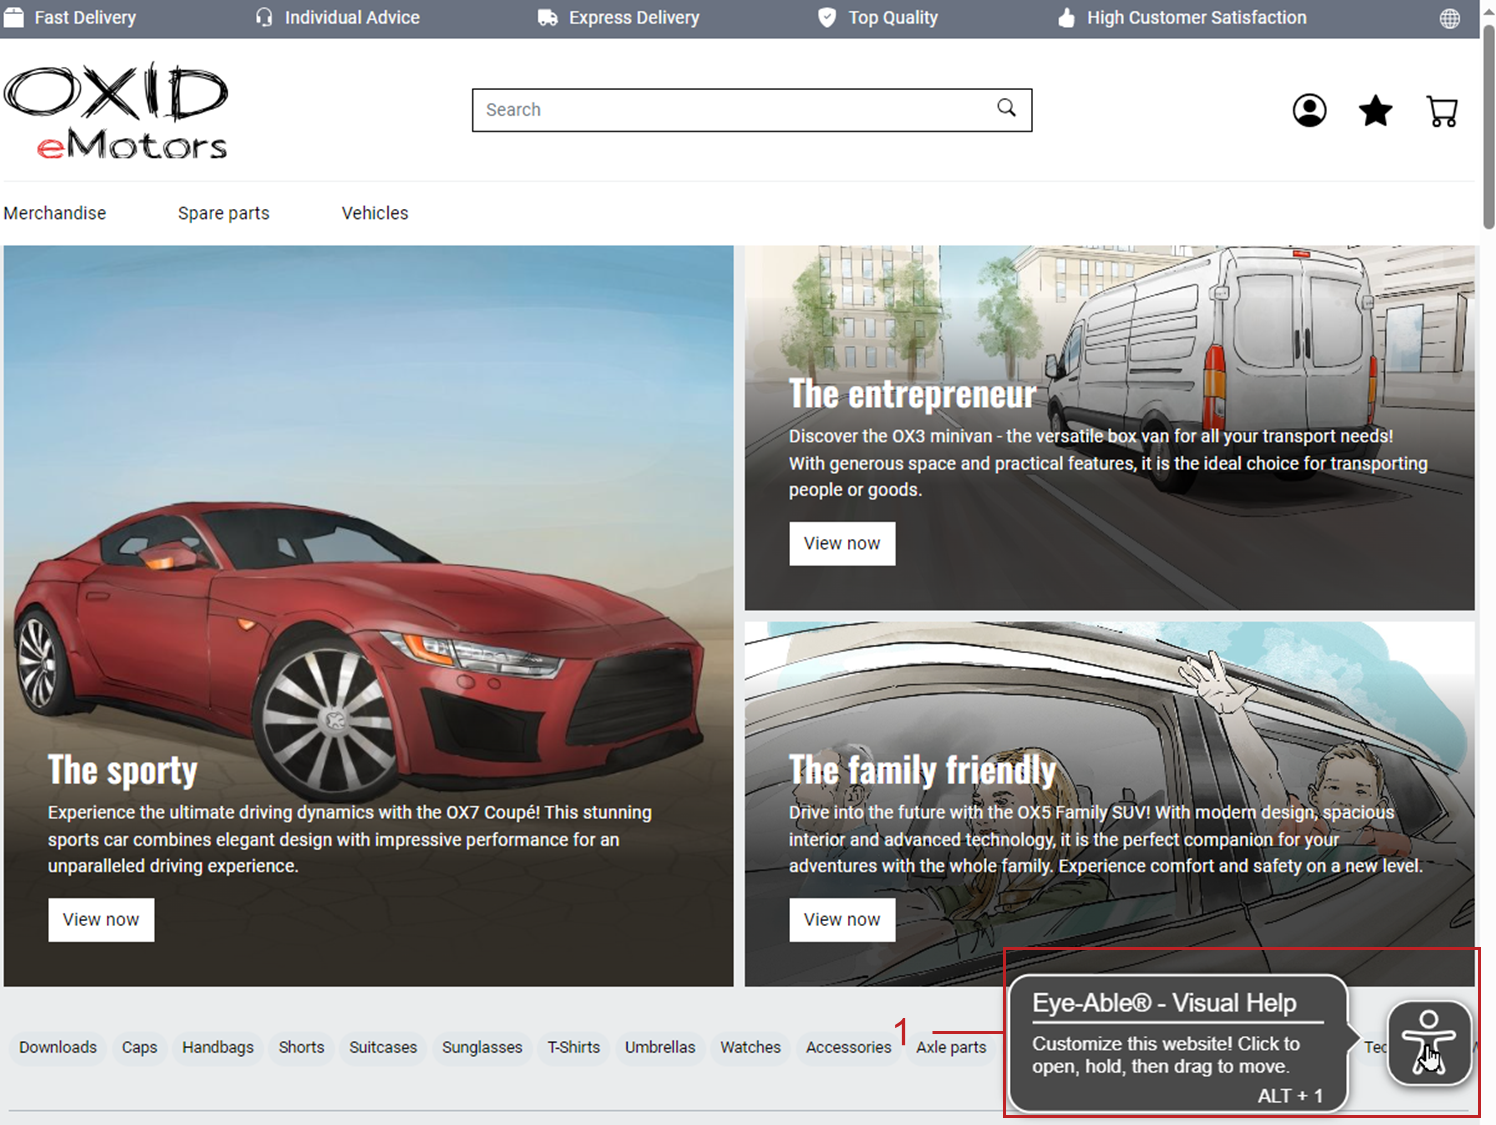 Fast Delivery
Individual Advice
Express Delivery
Top Quality
High Customer Satisfaction
OXID
eMotors
Search
Merchandise
Spare parts
Vehicles
The entrepreneur
Discover the OX3 minivan - the versatile box van for all your transport needs!
With generous space and practical features, it is the ideal choice for transporting
people or goods.
View now
The sporty
Experience the ultimate driving dynamics with the OX7 Coupé! This stunning
sports car combines elegant design with impressive performance for an
unparalleled driving experience.
View now
The family friendly
Drive into the future with the OX5 Family SUV! With modern design, spacious
interior and advanced technology, it is the perfect companion for your
adventures with the whole family. Experience comfort and safety on a new level.
View now
Downloads
Caps
Handbags
Shorts
Suitcases
Sunglasses
T-Shirts
Umbrellas
Watches
Accessories
Axle parts
1
Eye-Able® - Visual Help
Customize this website! Click to
open, hold, then drag to move.
ALT + 1